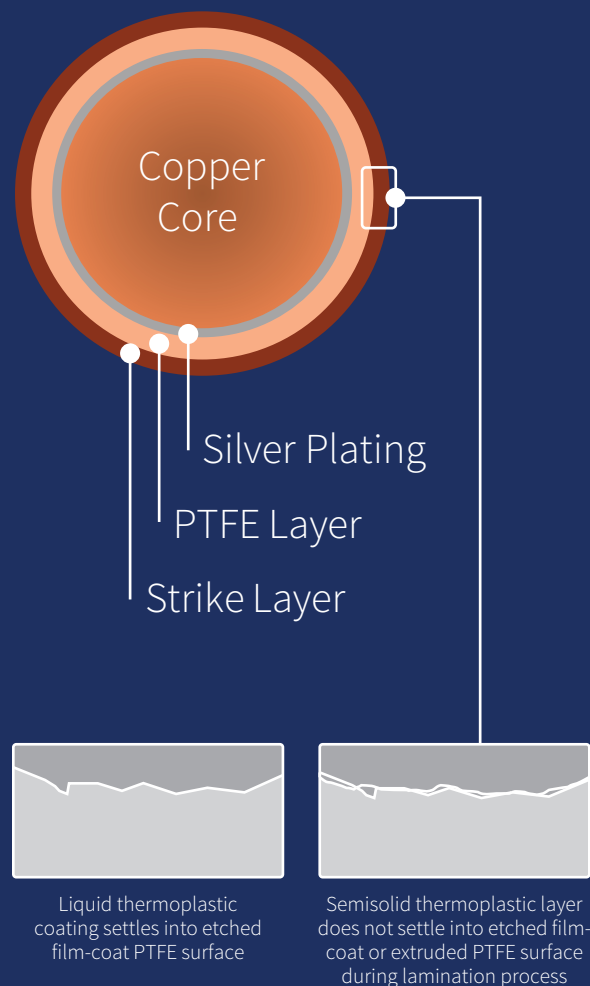 Copper
Core
Silver Plating
PTFE Layer
Strike Layer
Liquid thermoplastic
coating settles into etched
film-coat PTFE surface
Semisolid thermoplastic layer
does not settle into etched film-
coat or extruded PTFE surface
during lamination process